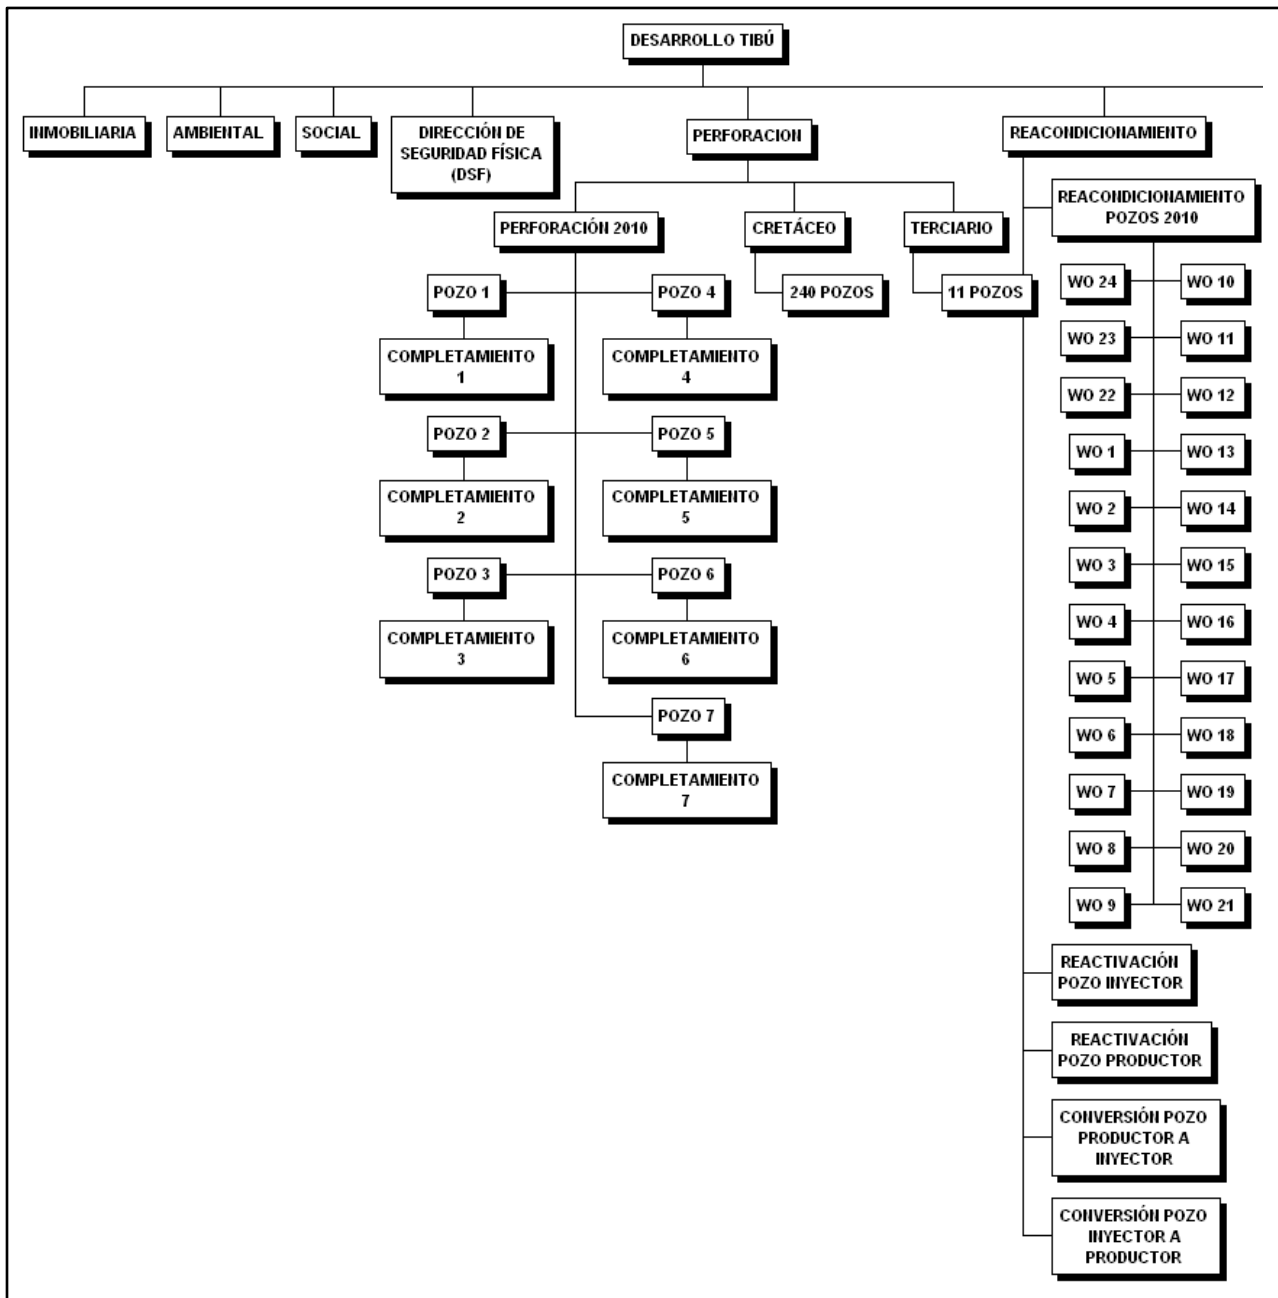 DESARROLLO TIBÚ
INMOBILIARIA
AMBIENTAL
SOCIAL
DIRECCIÓN DE
SEGURIDAD FÍSICA
(DSF)
PERFORACION
REACONDICIONAMIENTO
PERFORACIÓN 2010
CRETÁCEO
TERCIARIO
REACONDICIONAMIENTO
POZOS 2010
POZO 1
POZO 4
240 POZOS
11 POZOS
COMPLETAMIENTO
1
COMPLETAMIENTO
4
POZO 2
POZO 5
COMPLETAMIENTO
2
COMPLETAMIENTO
5
POZO 3
POZO 6
COMPLETAMIENTO
3
COMPLETAMIENTO
6
POZO 7
COMPLETAMIENTO
7
WO 24
WO 10
WO 23
WO 11
WO 22
WO 12
WO 1
WO 13
WO 2
WO 14
WO 3
WO 15
WO 4
WO 16
WO 5
WO 17
WO 6
WO 18
WO 7
WO 19
WO 8
WO 20
WO 9
WO 21
REACTIVACIÓN
POZO INYECTOR
REACTIVACIÓN
POZO PRODUCTOR
CONVERSIÓN POZO
PRODUCTOR A
INYECTOR
CONVERSIÓN POZO
INYECTOR A
PRODUCTOR